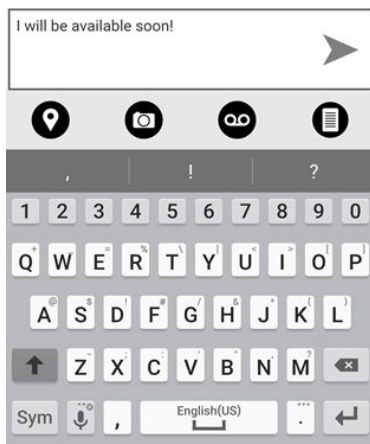 I will be available soon!
, ! ?
1 2 3 4 5 6 7 8 9 0
+ = % \ | < > [ ]
Q W E R T Y U I O P
@ $ ! # / & * ( )
A S D F G H J K L
- ' " : ; ?
Z X C V B N M
Sym , English(US) .